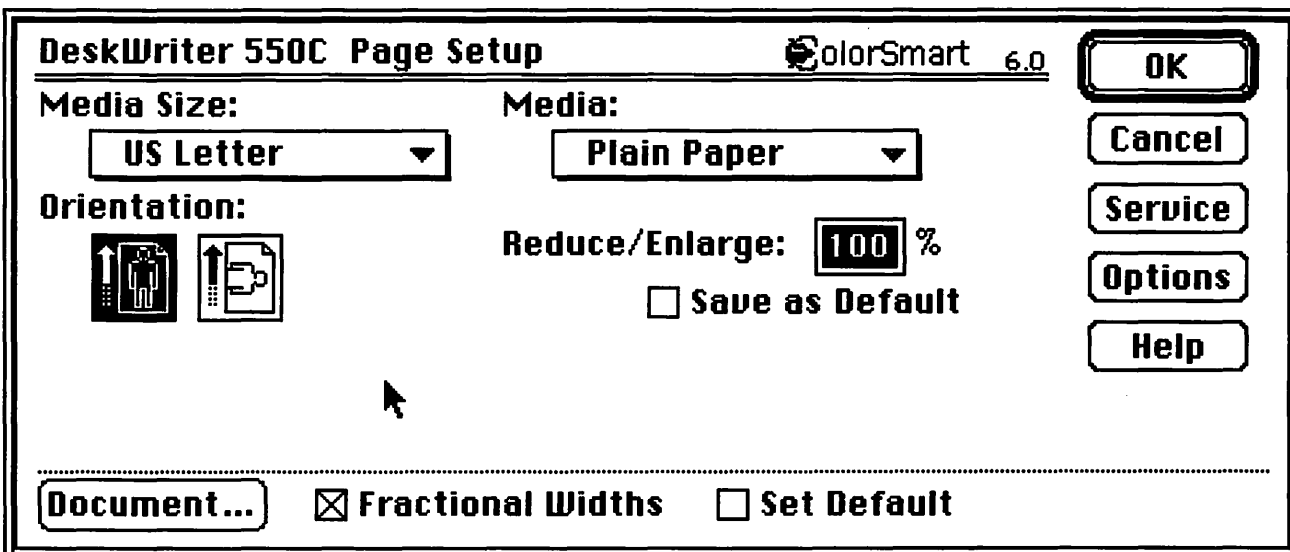 DeskWriter 550C Page Setup ColorSmart 6.0
OK
Media Size: Media:
US Letter Plain Paper
Cancel
Orientation:
Service
Reduce/Enlarge: 100 %
Options
Save as Default
Help
Document... Fractional Widths Set Default